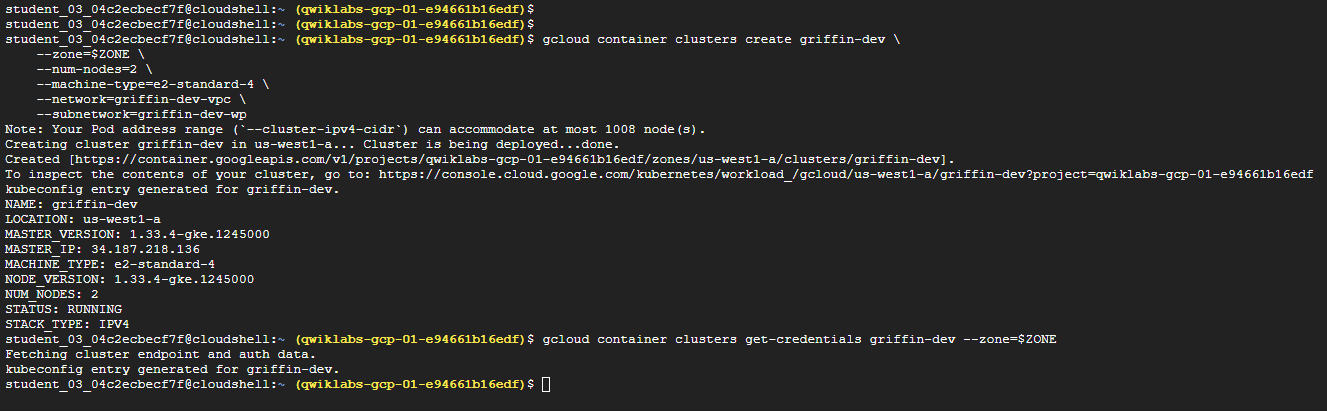 student_03_04c2ecbecf7f@cloudshell:~ (qwiklabs-gcp-01-e94661b16edf)$
student_03_04c2ecbecf7f@cloudshell:~ (qwiklabs-gcp-01-e94661b16edf)$
student_03_04c2ecbecf7f@cloudshell:~ (qwiklabs-gcp-01-e94661b16edf)$ gcloud container clusters create griffin-dev \
    --zone=$ZONE \
    --num-nodes=2 \
    --machine-type=e2-standard-4 \
    --network=griffin-dev-vpc \
    --subnetwork=griffin-dev-wp
Note: Your Pod address range (`--cluster-ipv4-cidr`) can accommodate at most 1008 node(s).
Creating cluster griffin-dev in us-west1-a... Cluster is being deployed...done.
Created [https://container.googleapis.com/v1/projects/qwiklabs-gcp-01-e94661b16edf/zones/us-west1-a/clusters/griffin-dev].
To inspect the contents of your cluster, go to: https://console.cloud.google.com/kubernetes/workload_/gcloud/us-west1-a/griffin-dev?project=qwiklabs-gcp-01-e94661b16edf
kubeconfig entry generated for griffin-dev.
NAME: griffin-dev
LOCATION: us-west1-a
MASTER_VERSION: 1.33.4-gke.1245000
MASTER_IP: 34.187.218.136
MACHINE_TYPE: e2-standard-4
NODE_VERSION: 1.33.4-gke.1245000
NUM_NODES: 2
STATUS: RUNNING
STACK_TYPE: IPV4
student_03_04c2ecbecf7f@cloudshell:~ (qwiklabs-gcp-01-e94661b16edf)$ gcloud container clusters get-credentials griffin-dev --zone=$ZONE
Fetching cluster endpoint and auth data.
kubeconfig entry generated for griffin-dev.
student_03_04c2ecbecf7f@cloudshell:~ (qwiklabs-gcp-01-e94661b16edf)$